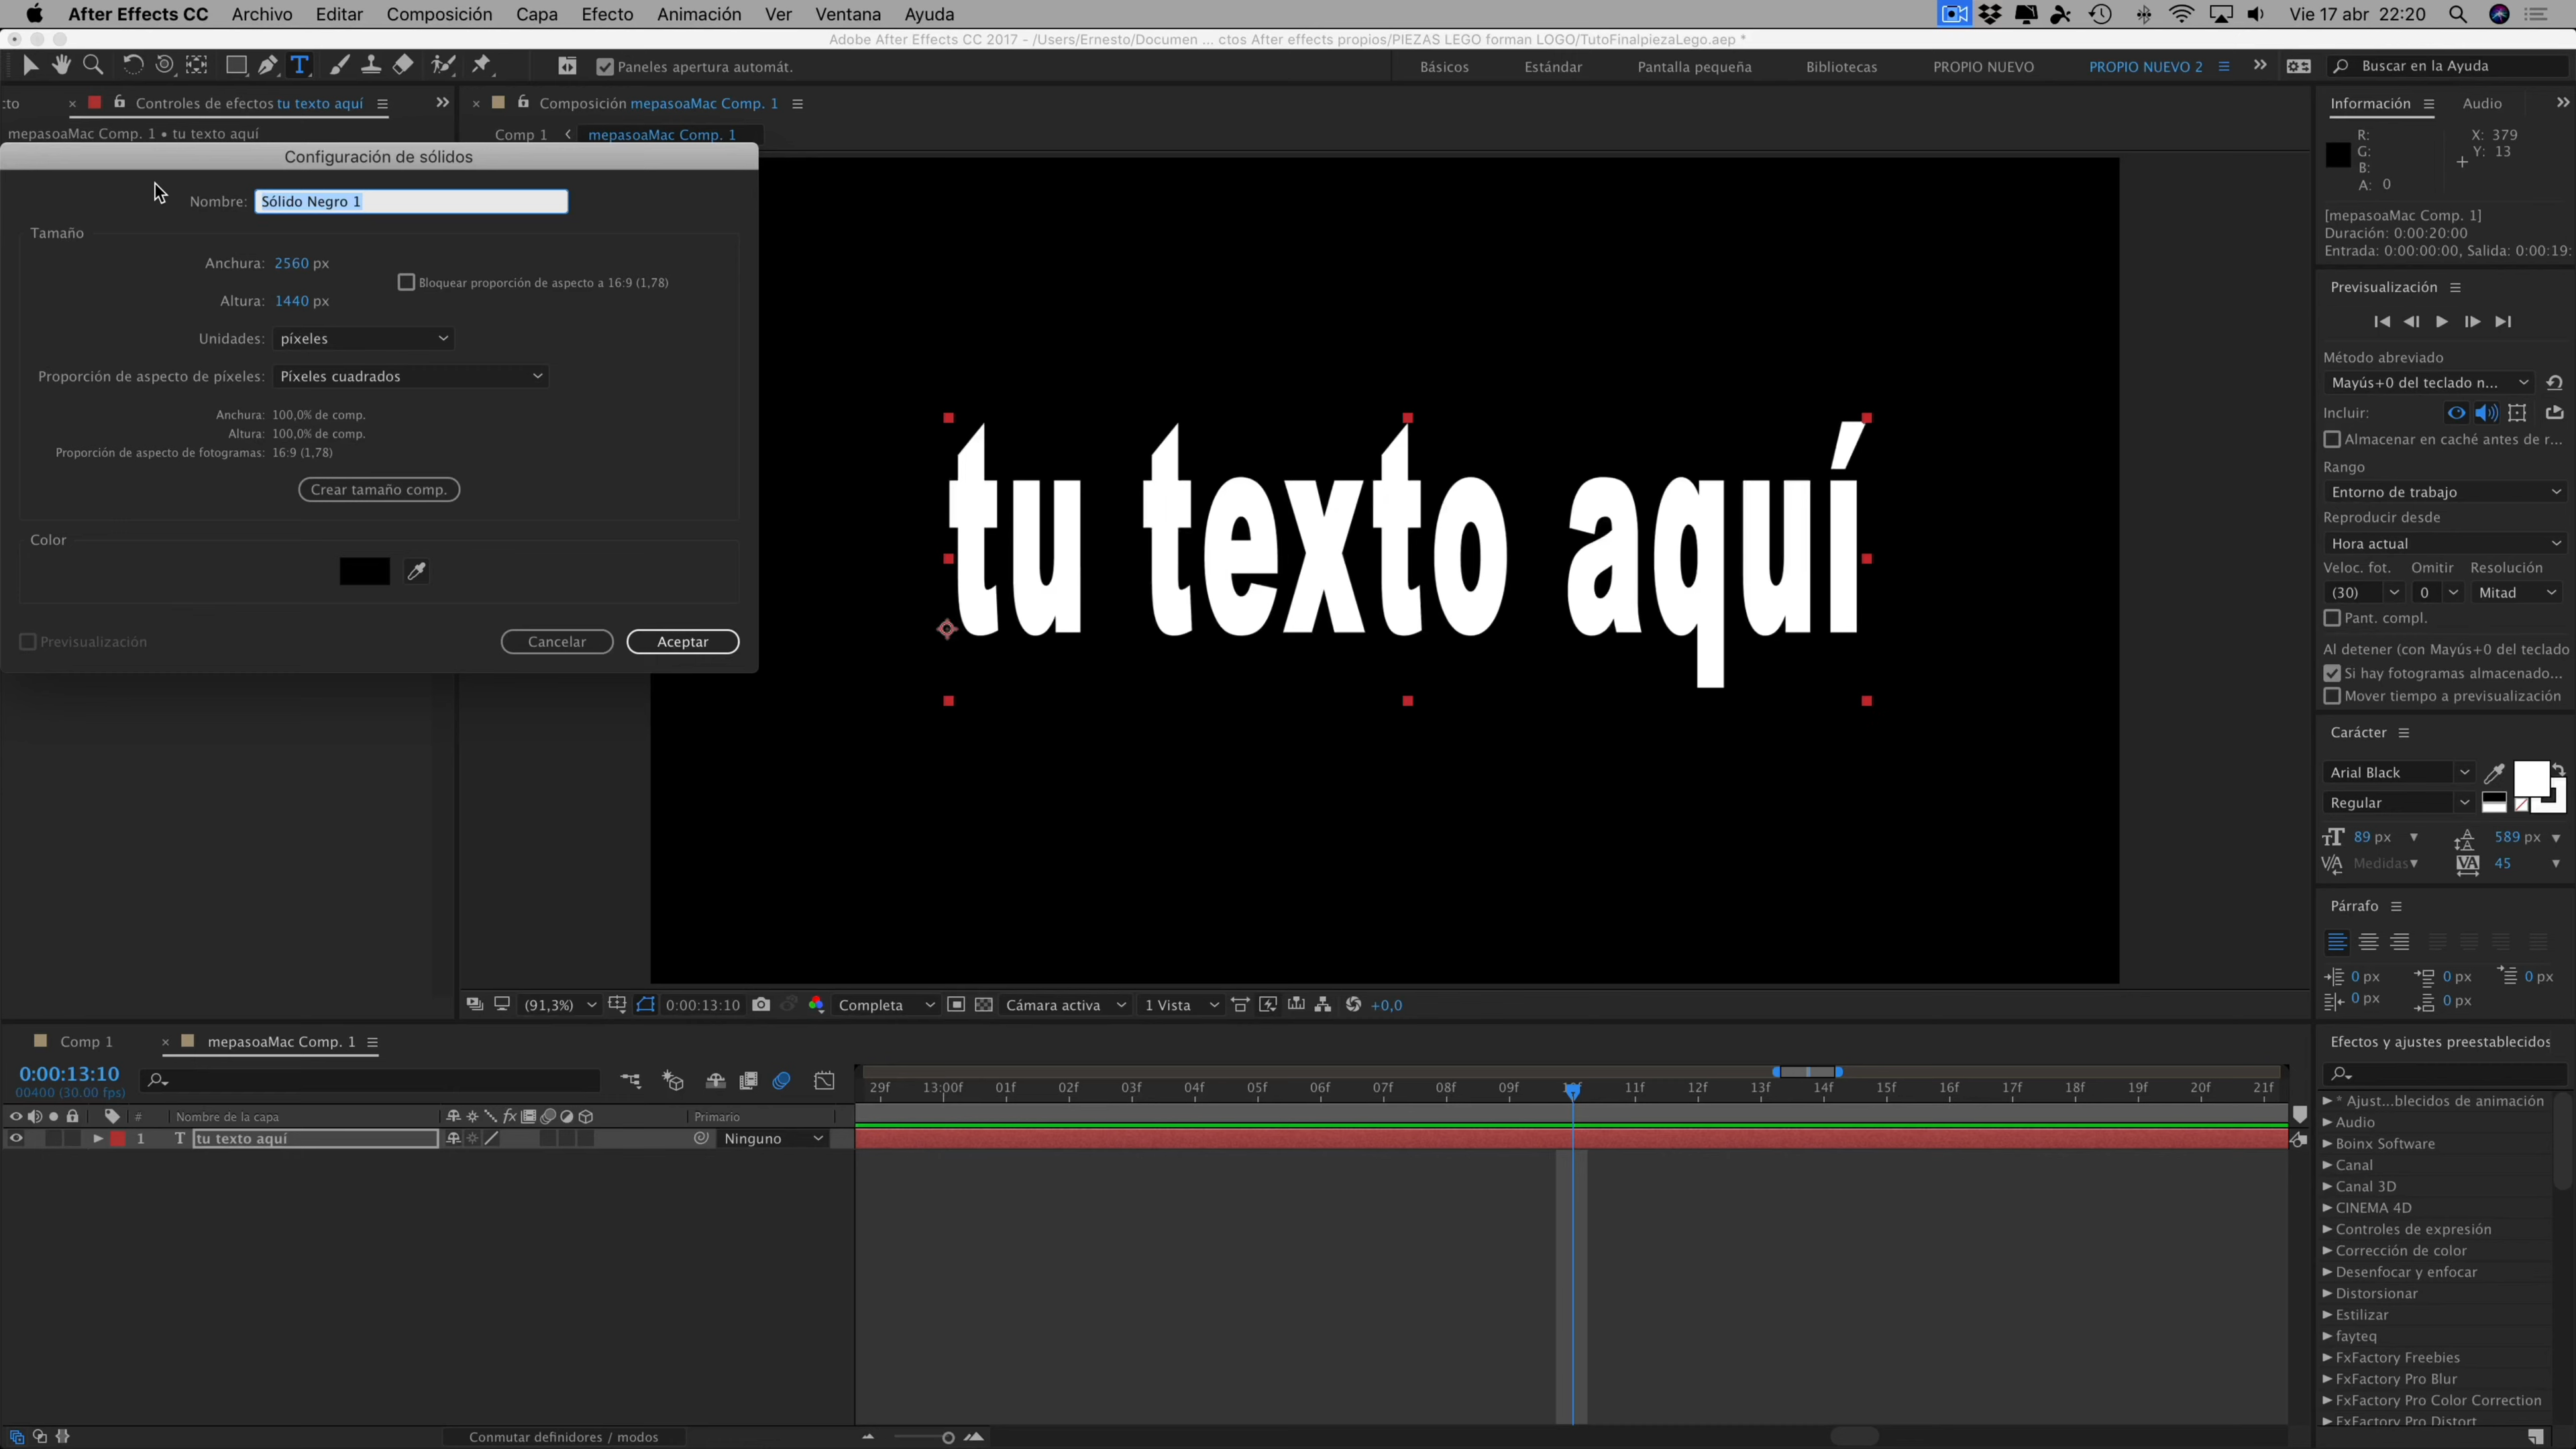 After Effects CC Archivo Editar Composición Capa Efecto Animación Ver Ventana Ayuda Vie 17 abr 22:20
Adobe After Effects CC 2017 - /Users/Ernesto/Documen ... ctos After effects propios/PIEZAS LEGO forman LOGO/TutoFinalpiezaLego.aep *
Paneles apertura automát. Básicos Estándar Pantalla pequeña Bibliotecas PROPIO NUEVO PROPIO NUEVO 2 Buscar en la Ayuda
cto Controles de efectos tu texto aquí Composición mepasoaMac Comp. 1 Información Audio
mepasoaMac Comp. 1 • tu texto aquí Comp 1 mepasoaMac Comp. 1
R: X: 379
G: Y: 13
B:
A: 0
[mepasoaMac Comp. 1]
Duración: 0:00:20:00
Entrada: 0:00:00:00, Salida: 0:00:19:
Configuración de sólidos
Nombre: Sólido Negro 1
Tamaño
Anchura: 2560 px
Bloquear proporción de aspecto a 16:9 (1,78)
Altura: 1440 px
Unidades: píxeles
Proporción de aspecto de píxeles: Píxeles cuadrados
Anchura: 100,0% de comp.
Altura: 100,0% de comp.
Proporción de aspecto de fotogramas: 16:9 (1,78)
Crear tamaño comp.
Color
Previsualización Cancelar Aceptar
tu texto aquí
Previsualización
Método abreviado
Mayús+0 del teclado n...
Incluir:
Almacenar en caché antes de r...
Rango
Entorno de trabajo
Reproducir desde
Hora actual
Veloc. fot. Omitir Resolución
(30) 0 Mitad
Pant. compl.
Al detener (con Mayús+0 del teclado
Si hay fotogramas almacenado...
Mover tiempo a previsualización
Carácter
Arial Black
Regular
89 px 589 px
Medidas 45
Párrafo
0 px 0 px 0 px
0 px 0 px
(91,3%) 0:00:13:10 Completa Cámara activa 1 Vista +0,0
Comp 1 mepasoaMac Comp. 1
0:00:13:10
00400 (30.00 fps)
29f 13:00f 01f 02f 03f 04f 05f 06f 07f 08f 09f 10f 11f 12f 13f 14f 15f 16f 17f 18f 19f 20f 21f
# Nombre de la capa Primario
1 T tu texto aquí Ninguno
Conmutar definidores / modos
Efectos y ajustes preestablecidos
* Ajust...blecidos de animación
Audio
Boinx Software
Canal
Canal 3D
CINEMA 4D
Controles de expresión
Corrección de color
Desenfocar y enfocar
Distorsionar
Estilizar
fayteq
FxFactory Freebies
FxFactory Pro Blur
FxFactory Pro Color Correction
FxFactory Pro Distort